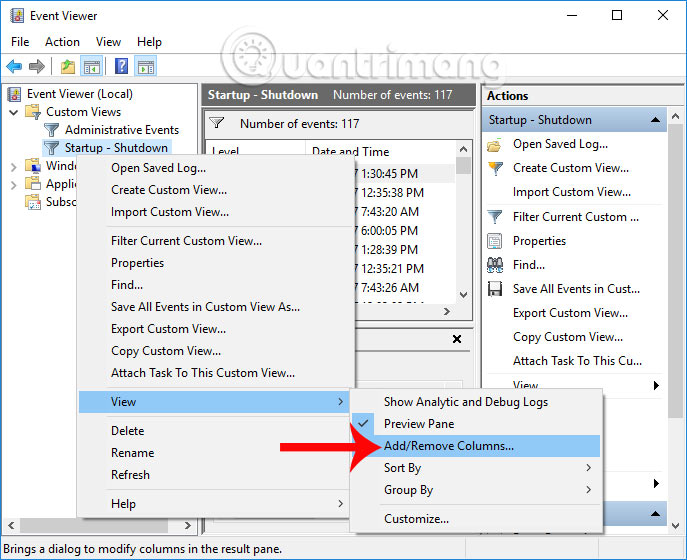 Event Viewer
File Action View Help
Quantrimang
Event Viewer (Local)
Custom Views
Administrative Events
Startup - Shutdown
Windo
Applic
Subsc
Startup - Shutdown Number of events: 117
Number of events: 117
Level Date and Time
7 1:30:45 PM
7 12:35:38 PM
7 7:43:20 AM
7 6:00:05 PM
7 1:28:39 PM
7 12:35:21 PM
7 7:43:26 AM
Actions
Startup - Shutdown
Open Saved Log...
Create Custom View...
Import Custom View...
Filter Current Custom ...
Properties
Find...
Save All Events in Cust...
Export Custom View...
Copy Custom View...
View
Open Saved Log...
Create Custom View...
Import Custom View...
Filter Current Custom View...
Properties
Find...
Save All Events in Custom View As...
Export Custom View...
Copy Custom View...
Attach Task To This Custom View...
View
Delete
Rename
Refresh
Help
Show Analytic and Debug Logs
Preview Pane
Add/Remove Columns...
Sort By
Group By
Customize...
Brings a dialog to modify columns in the result pane.